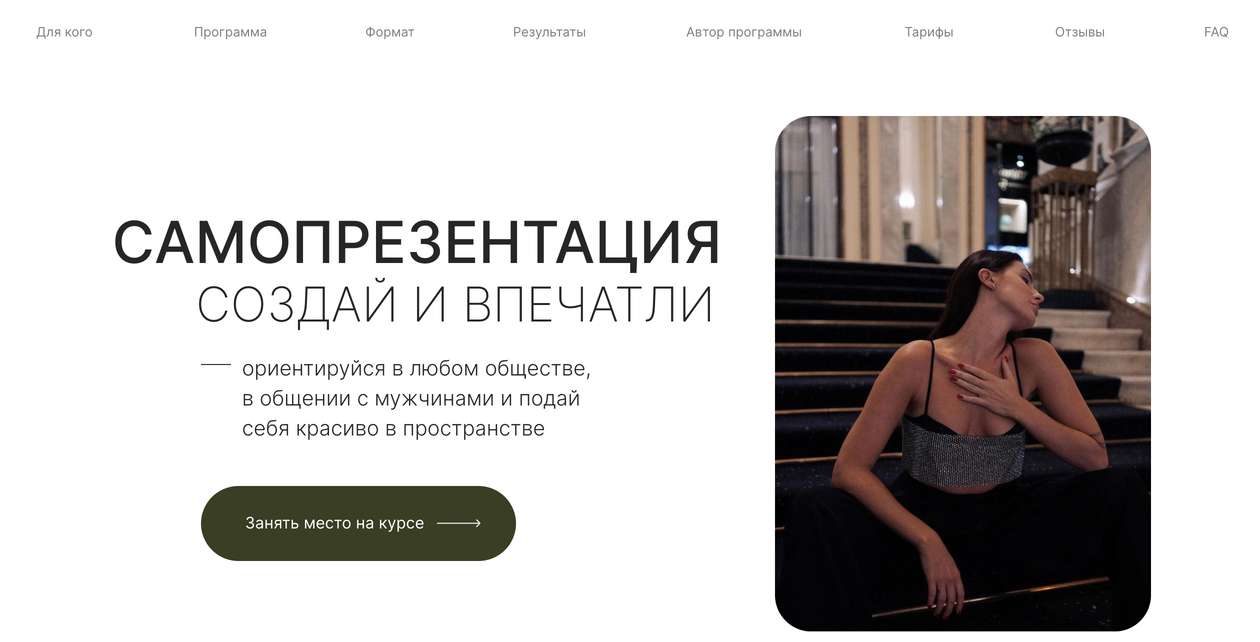 Для кого
Программа
Формат
Результаты
Автор программы
Тарифы
Отзывы
FAQ
САМОПРЕЗЕНТАЦИЯ
СОЗДАЙ И ВПЕЧАТЛИ
ориентируйся в любом обществе,
в общении с мужчинами и подай
себя красиво в пространстве
Занять место на курсе